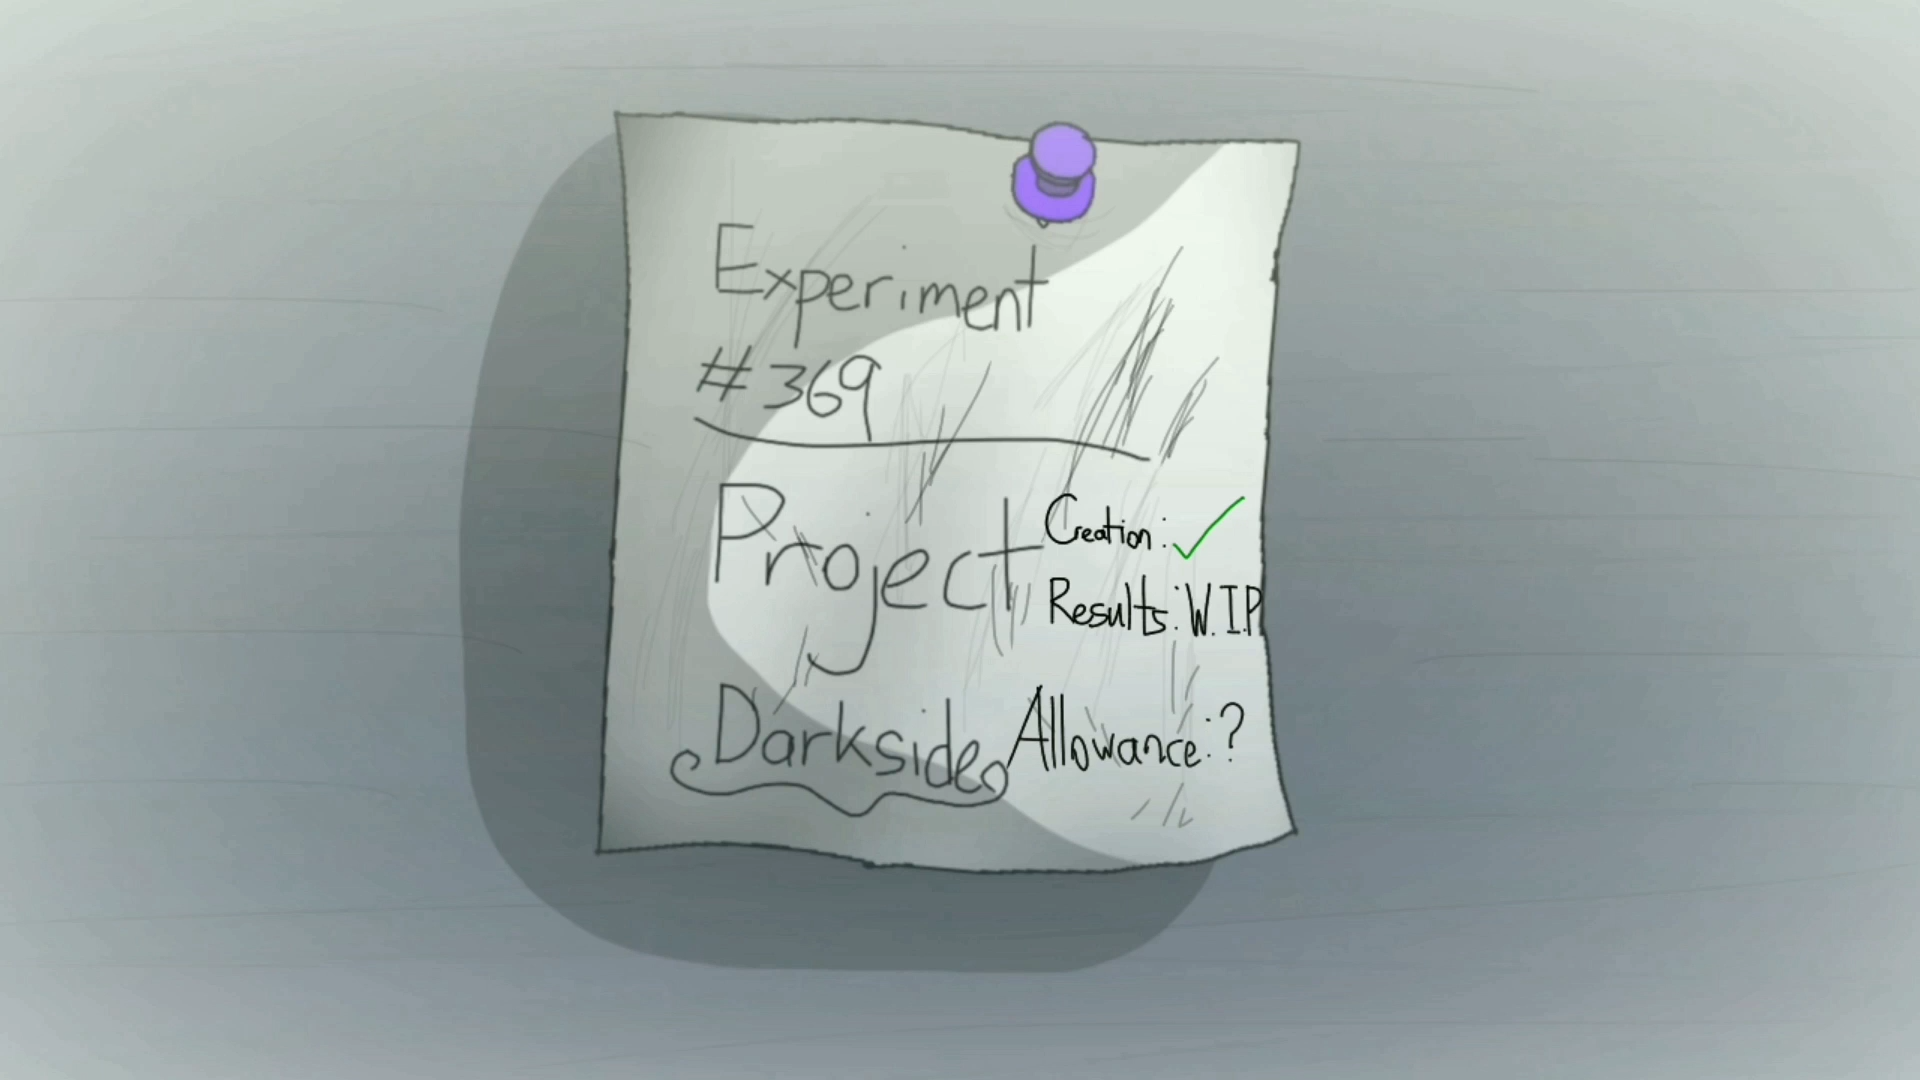 Experiment
#369
Project
Darkside
Creation: ✓
Results: W.I.P
Allowance: ?